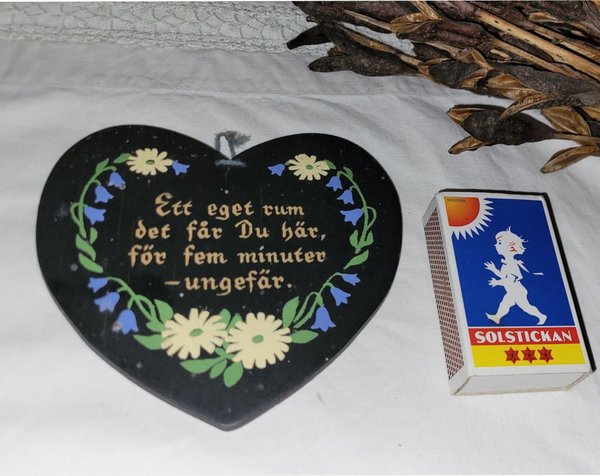 Ett eget rum
det får Du här,
för fem minuter
-ungefär.
SOLSTICKAN